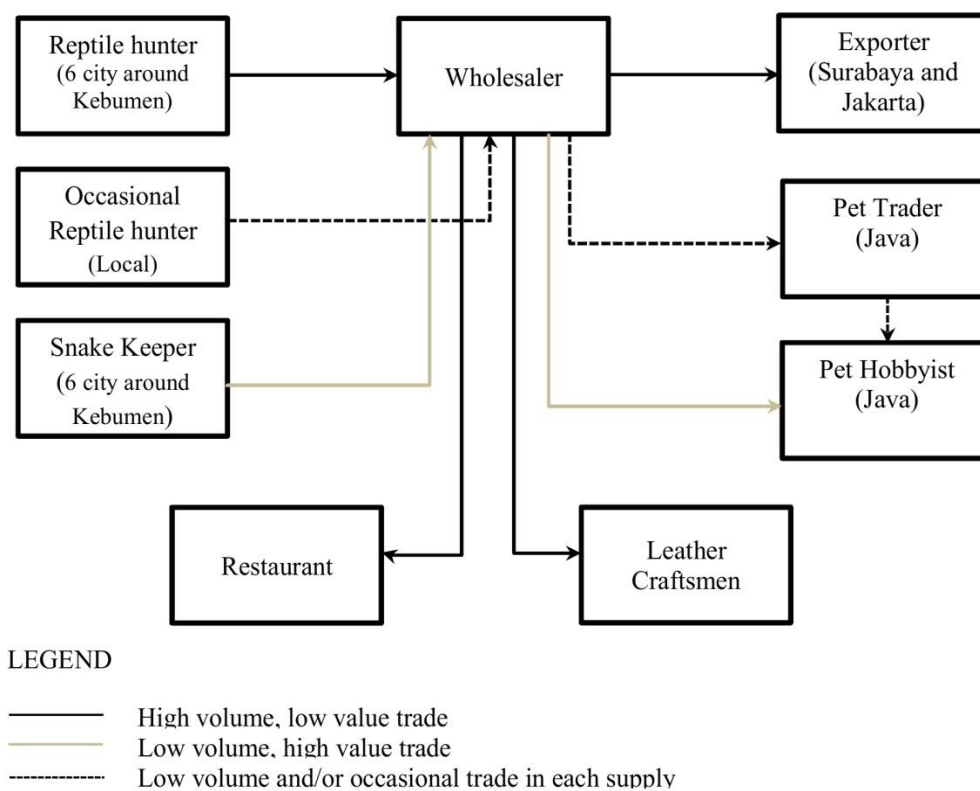 Reptile hunter
(6 city around
Kebumen)
Wholesaler
Exporter
(Surabaya and
Jakarta)
Occasional
Reptile hunter
(Local)
Pet Trader
(Java)
Snake Keeper
(6 city around
Kebumen)
Pet Hobbyist
(Java)
Restaurant
Leather
Craftsmen
LEGEND
High volume, low value trade
Low volume, high value trade
Low volume and/or occasional trade in each supply